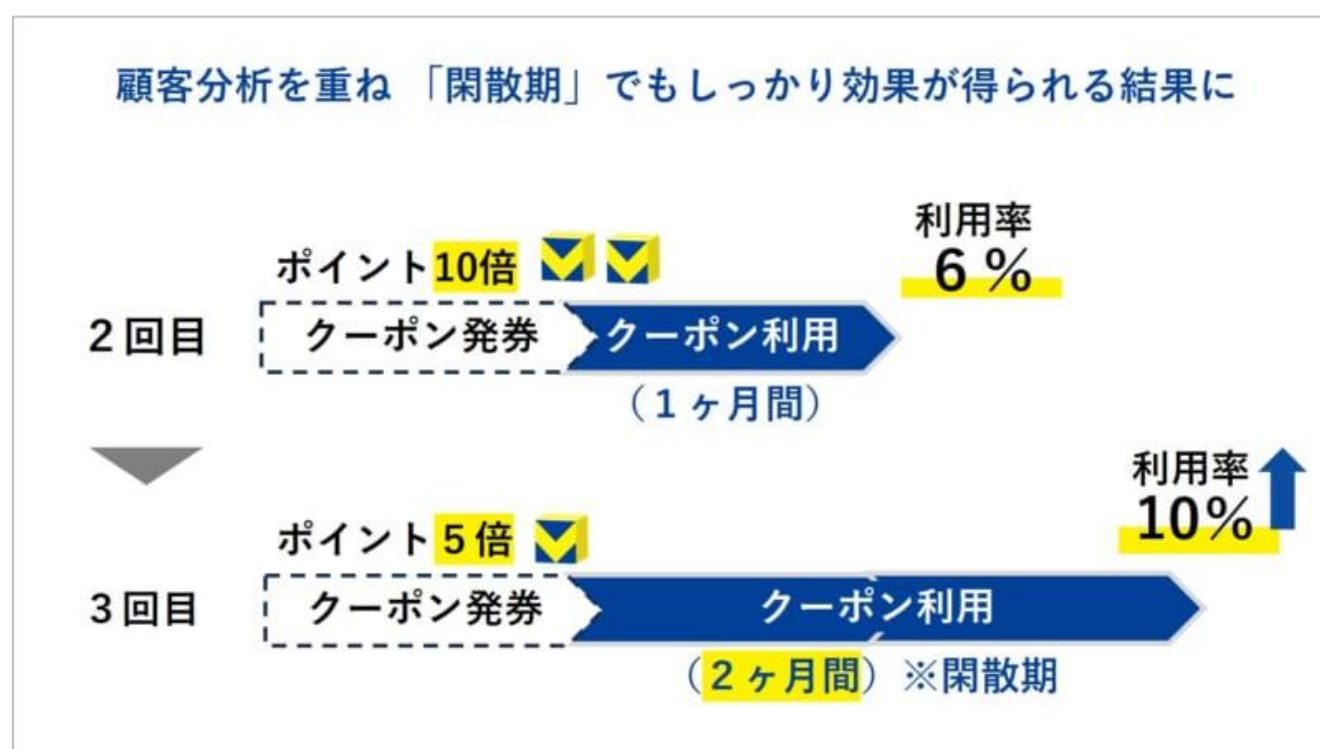 顧客分析を重ね 「閑散期」でもしっかり効果が得られる結果に
利用率
6%
ポイント10倍
2回目
クーポン発券
クーポン利用
（1ヶ月間）
利用率
10%
ポイント5倍
3回目
クーポン発券
クーポン利用
（2ヶ月間）※閑散期